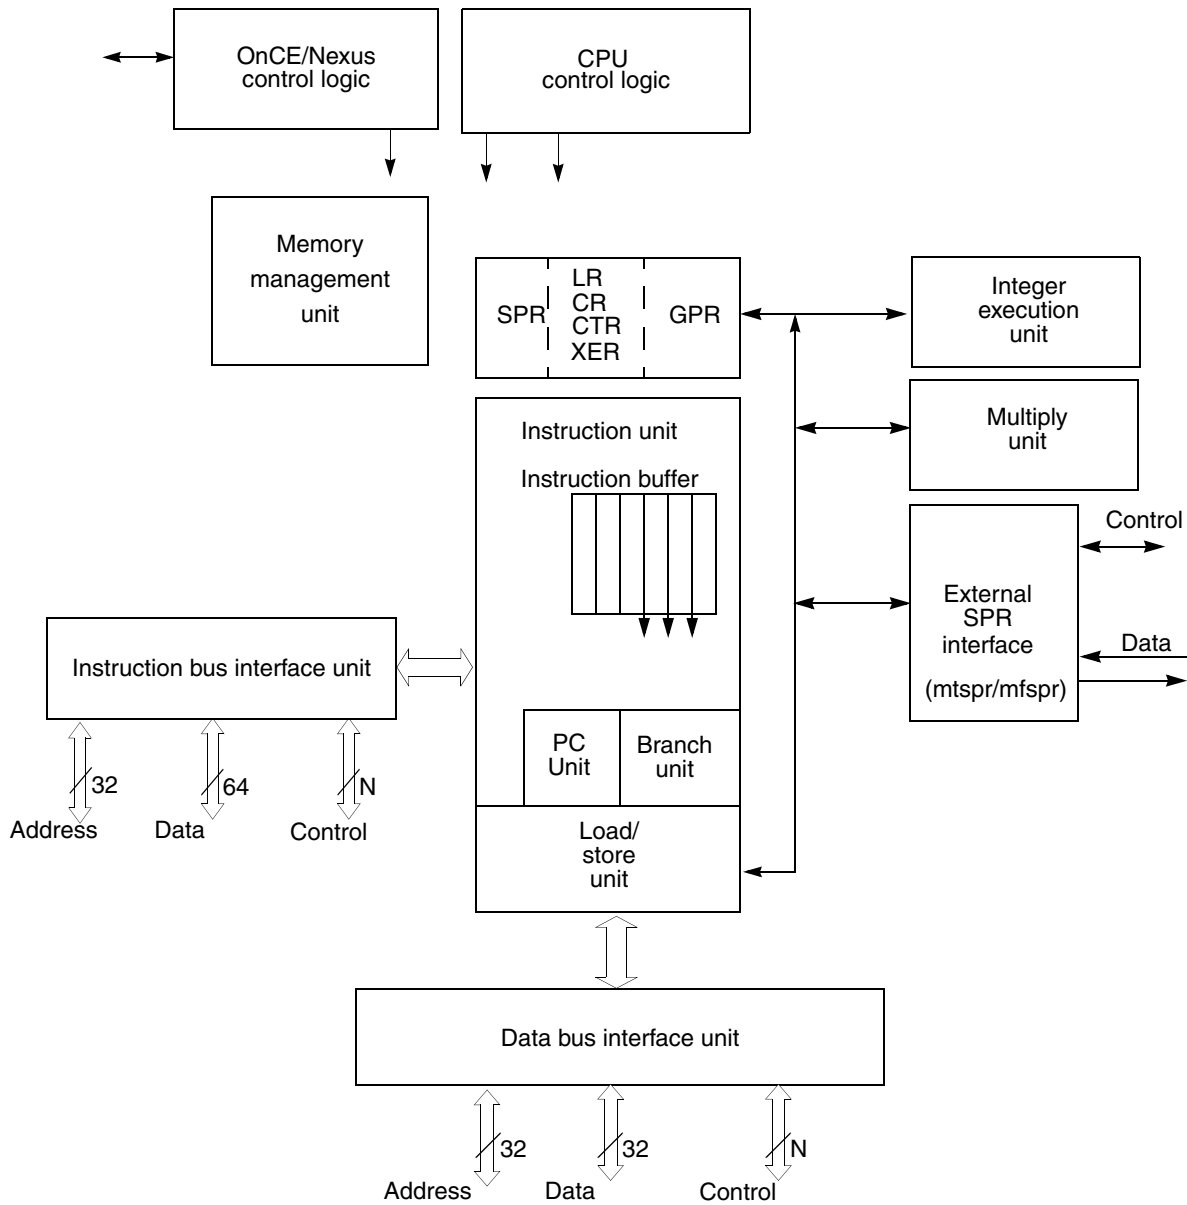 OnCE/Nexus
control logic
CPU
control logic
Memory
management
unit
SPR
LR
CR
CTR
XER
GPR
Integer
execution
unit
Instruction unit
Instruction buffer
Multiply
unit
Control
External
SPR
interface
(mtspr/mfspr)
Data
Instruction bus interface unit
32
64
N
Address
Data
Control
PC
Unit
Branch
unit
Load/
store
unit
Data bus interface unit
32
32
N
Address
Data
Control